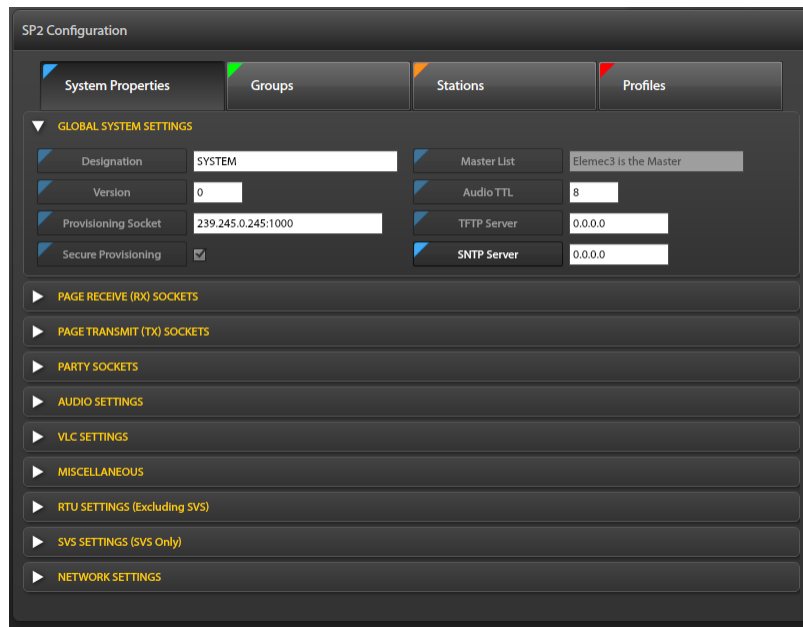 SP2 Configuration
System Properties Groups Stations Profiles
GLOBAL SYSTEM SETTINGS
Designation SYSTEM Master List Elemec3 is the Master
Version 0 Audio TTL 8
Provisioning Socket 239.245.0.245:1000 TFTP Server 0.0.0.0
Secure Provisioning SNTP Server 0.0.0.0
PAGE RECEIVE (RX) SOCKETS
PAGE TRANSMIT (TX) SOCKETS
PARTY SOCKETS
AUDIO SETTINGS
VLC SETTINGS
MISCELLANEOUS
RTU SETTINGS (Excluding SVS)
SVS SETTINGS (SVS Only)
NETWORK SETTINGS